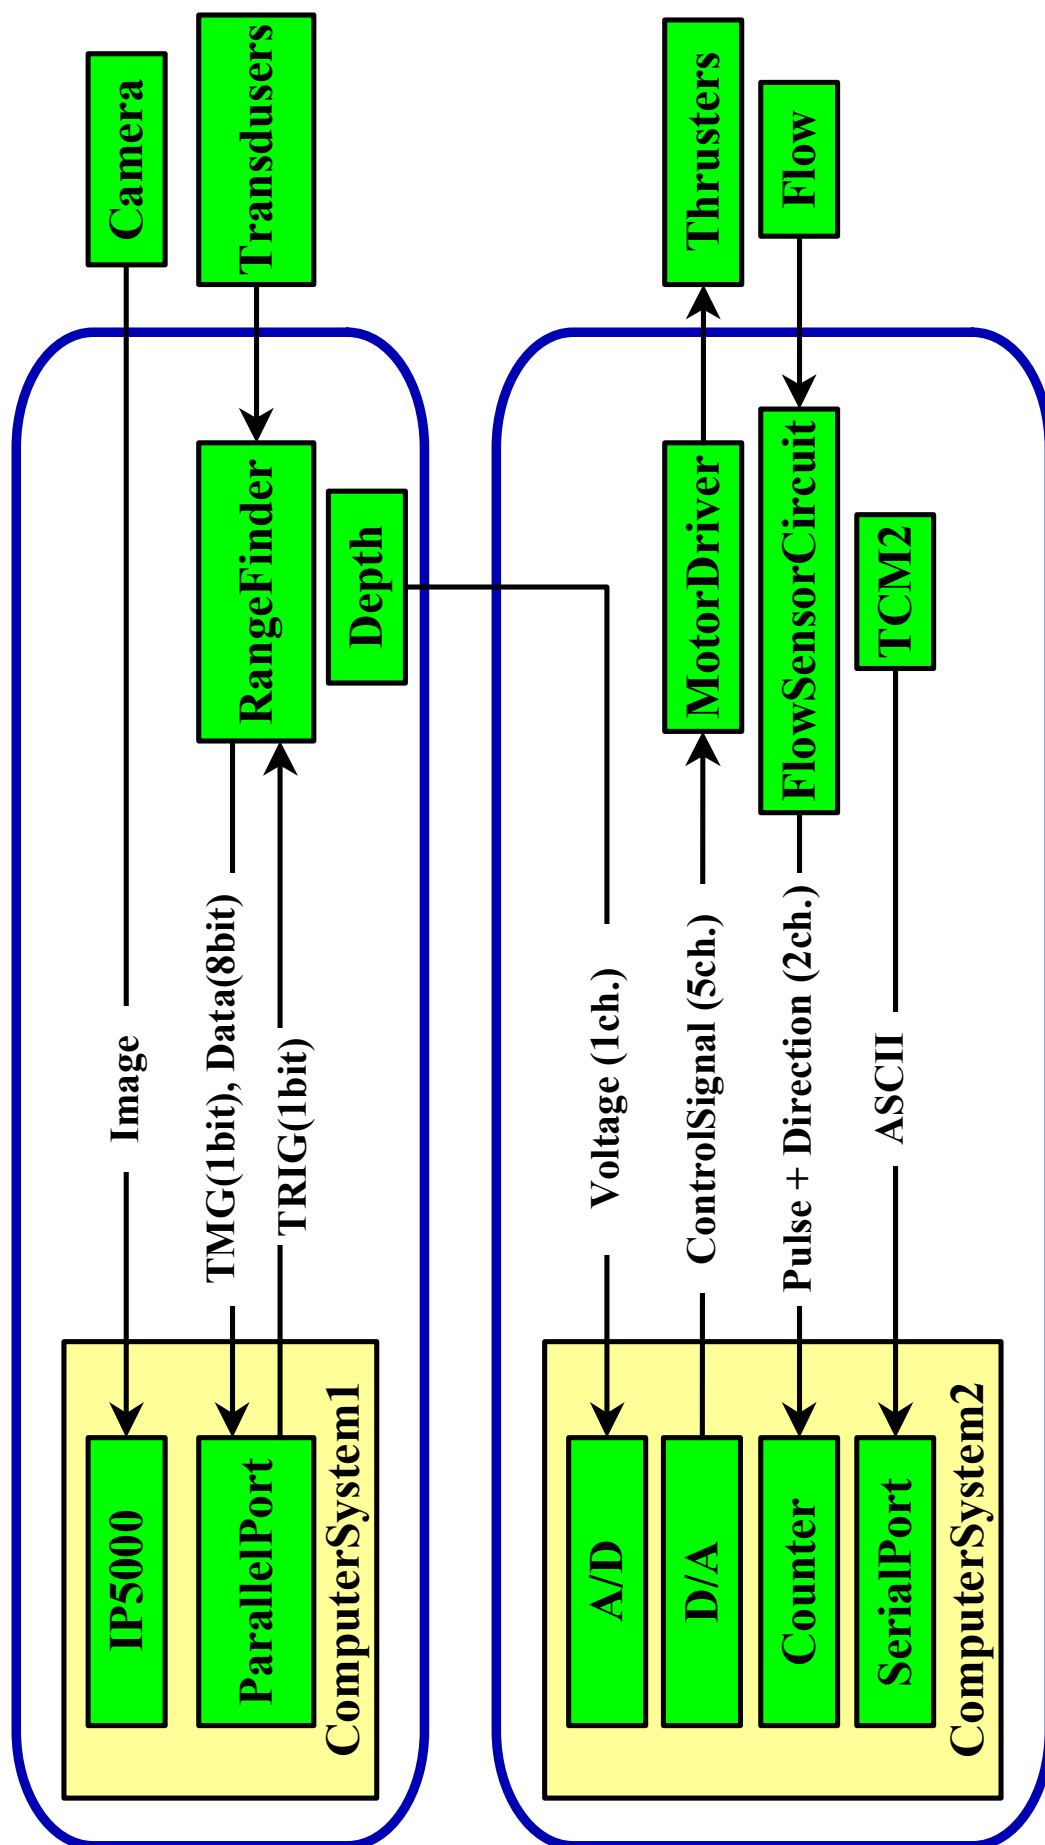 Camera
Transdusers
Image
RangeFinder
Depth
TMG(1bit), Data(8bit)
TRIG(1bit)
IP5000
ParallelPort
ComputerSystem1
Thrusters
Flow
MotorDriver
FlowSensorCircuit
TCM2
Voltage (1ch.)
ControlSignal (5ch.)
Pulse + Direction (2ch.)
ASCII
A/D
D/A
Counter
SerialPort
ComputerSystem2